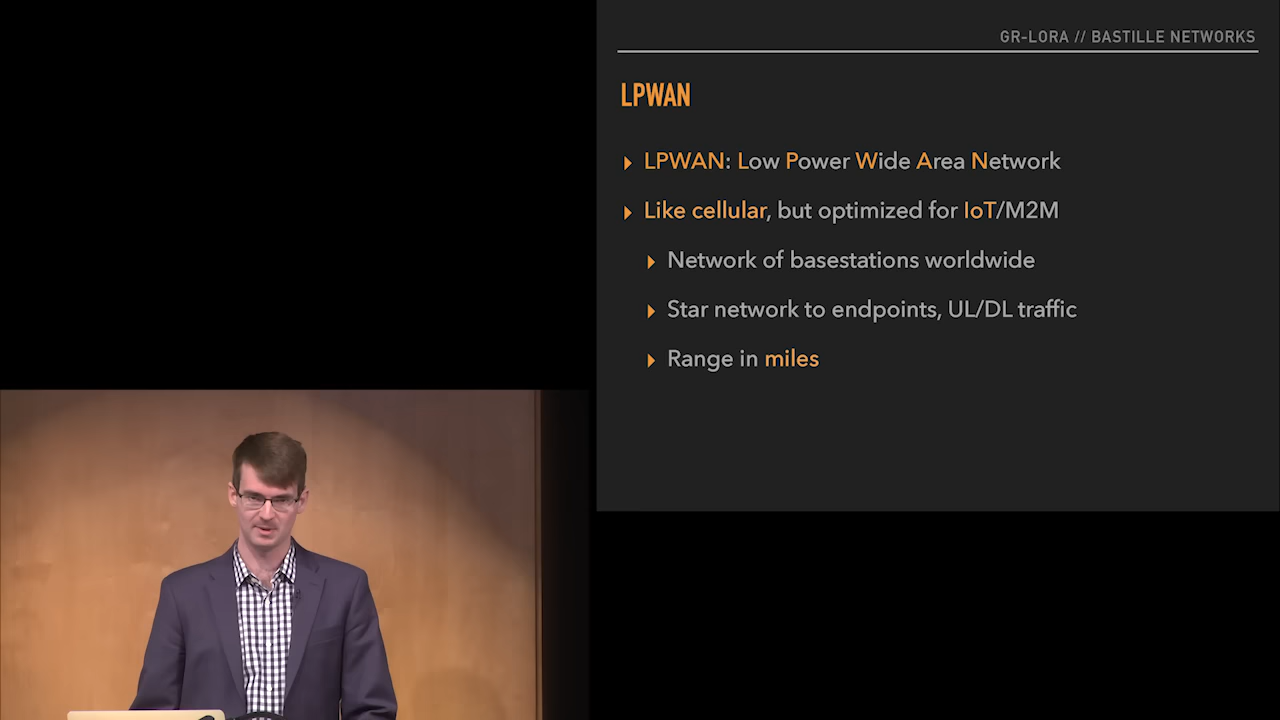 GR-LORA // BASTILLE NETWORKS
LPWAN
LPWAN: Low Power Wide Area Network
Like cellular, but optimized for IoT/M2M
Network of basestations worldwide
Star network to endpoints, UL/DL traffic
Range in miles